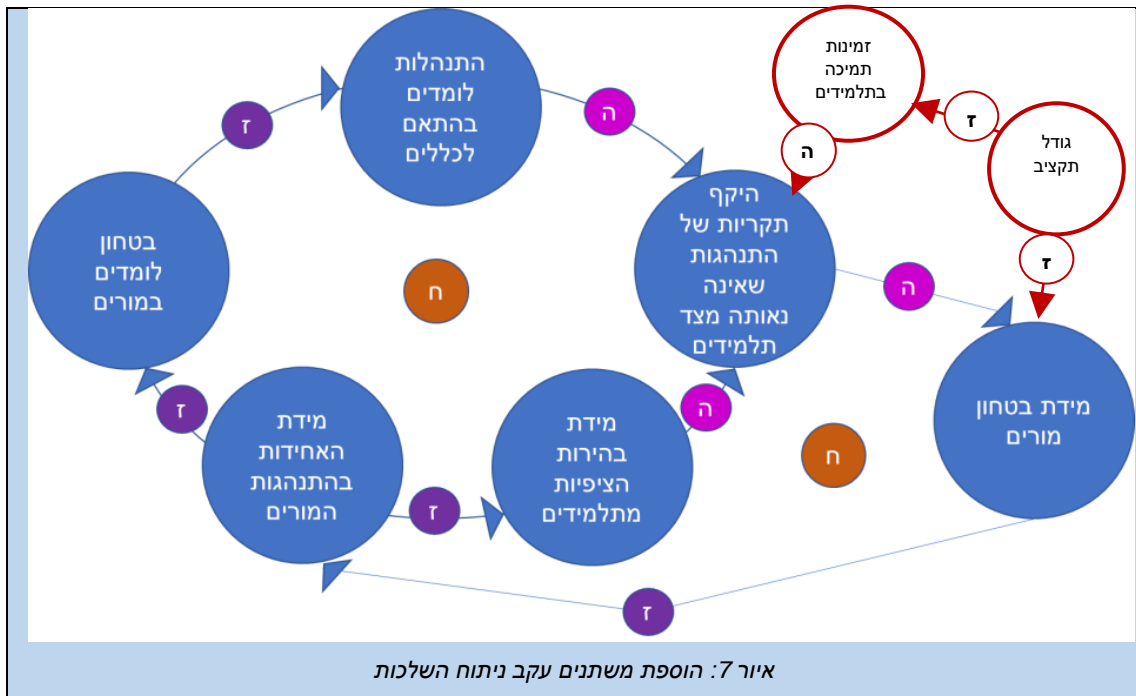 התנהלות
לומדים
בהתאם
לכללים
ה
זמינות
תמיכה
בתלמידים
ז
גודל
תקציב
ה
ז
היקף
תקריות של
התנהגות
שאינה
נאותה מצד
תלמידים
ה
מידת בטחון
מורים
ז
בטחון
לומדים
במורים
ח
ז
מידת
האחידות
בהתנהגות
המורים
ז
מידת
בהירות
הציפיות
מתלמידים
ה
ח
ז
איור 7: הוספת משתנים עקב ניתוח השלכות